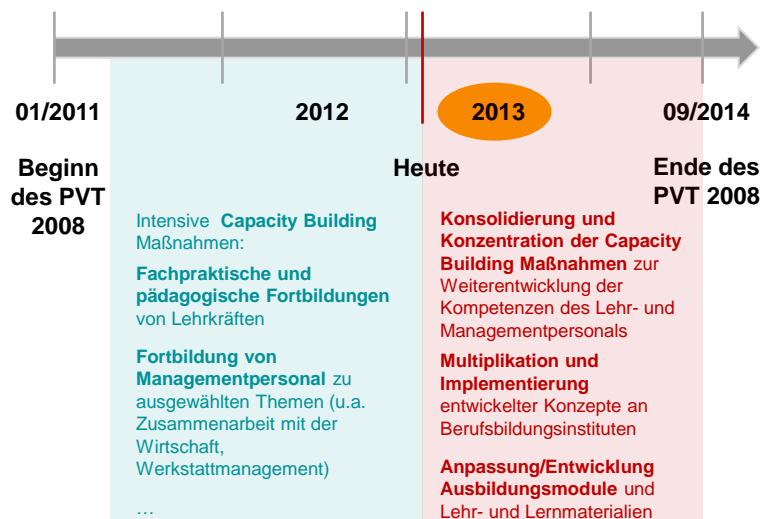 01/2011
2012
2013
09/2014
Beginn
des PVT
2008
Heute
Ende des
PVT 2008
Intensive Capacity Building
Maßnahmen:
Fachpraktische und
pädagogische Fortbildungen
von Lehrkräften
Fortbildung von
Managementpersonal zu
ausgewählten Themen (u.a.
Zusammenarbeit mit der
Wirtschaft,
Werkstattmanagement)
…
Konsolidierung und
Konzentration der Capacity
Building Maßnahmen zur
Weiterentwicklung der
Kompetenzen des Lehr- und
Managementpersonals
Multiplikation und
Implementierung
entwickelter Konzepte an
Berufsbildungsinstituten
Anpassung/Entwicklung
Ausbildungsmodule und
Lehr- und Lernmaterialien